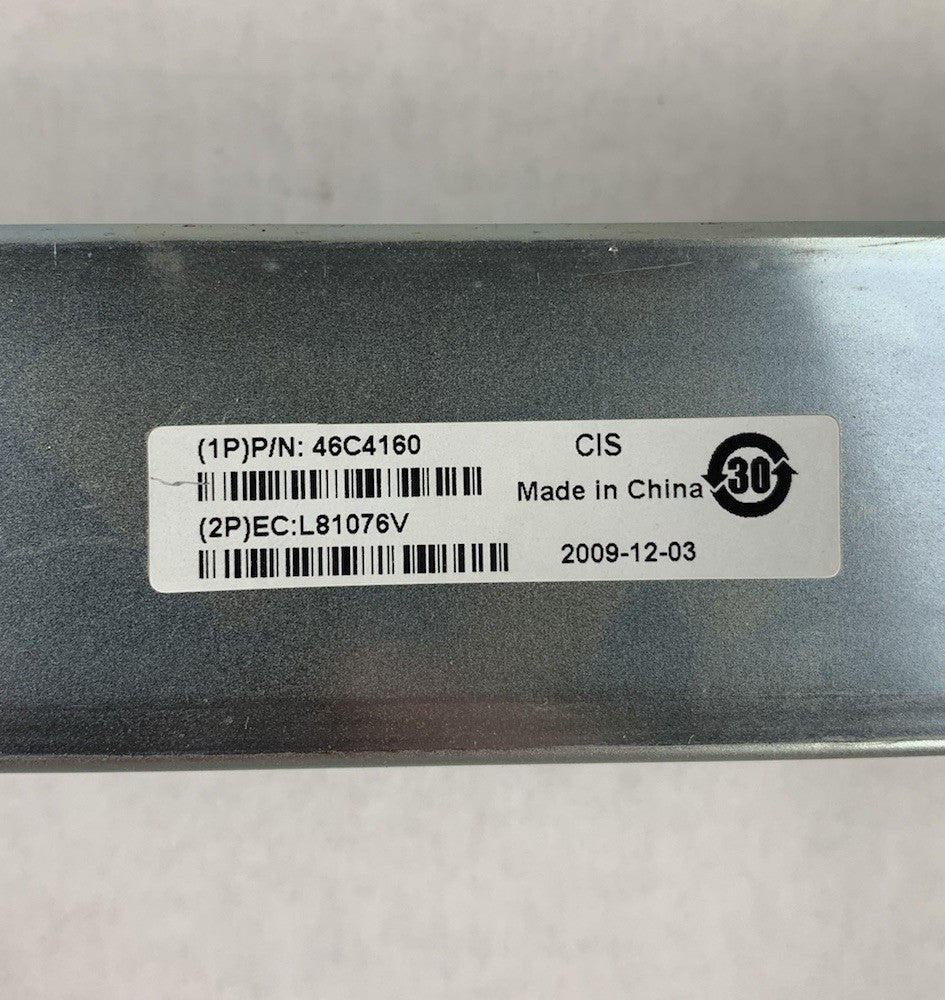 (1P)P/N: 46C4160
CIS
Made in China
30
(2P)EC:L81076V
2009-12-03